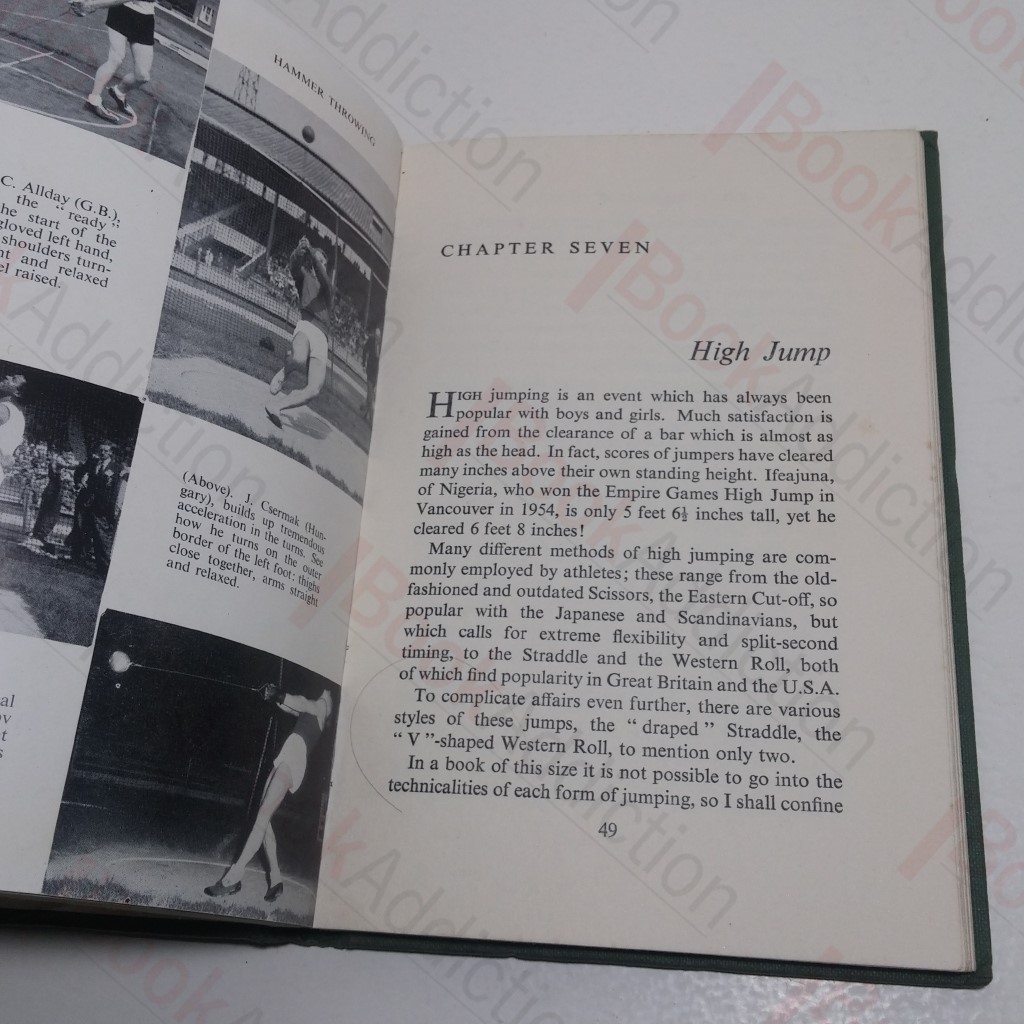 HAMMER THROWING
C. Allday (G.B.),
the "ready"
he start of the
gloved left hand,
shoulders turn-
nt and relaxed
el raised.
(Above). J. Csermak (Hun-
gary), builds up tremendous
acceleration in the turns. See
how he turns on the outer
border of the left foot: thighs
close together, arms straight
and relaxed.
al
t
s
CHAPTER SEVEN
High Jump
HIGH jumping is an event which has always been
popular with boys and girls. Much satisfaction is
gained from the clearance of a bar which is almost as
high as the head. In fact, scores of jumpers have cleared
many inches above their own standing height. Ifeajuna,
of Nigeria, who won the Empire Games High Jump in
Vancouver in 1954, is only 5 feet 6½ inches tall, yet he
cleared 6 feet 8 inches!
Many different methods of high jumping are com-
monly employed by athletes; these range from the old-
fashioned and outdated Scissors, the Eastern Cut-off, so
popular with the Japanese and Scandinavians, but
which calls for extreme flexibility and split-second
timing, to the Straddle and the Western Roll, both
of which find popularity in Great Britain and the U.S.A.
To complicate affairs even further, there are various
styles of these jumps, the "draped" Straddle, the
"V"-shaped Western Roll, to mention only two.
In a book of this size it is not possible to go into the
technicalities of each form of jumping, so I shall confine
49
BookAddiction